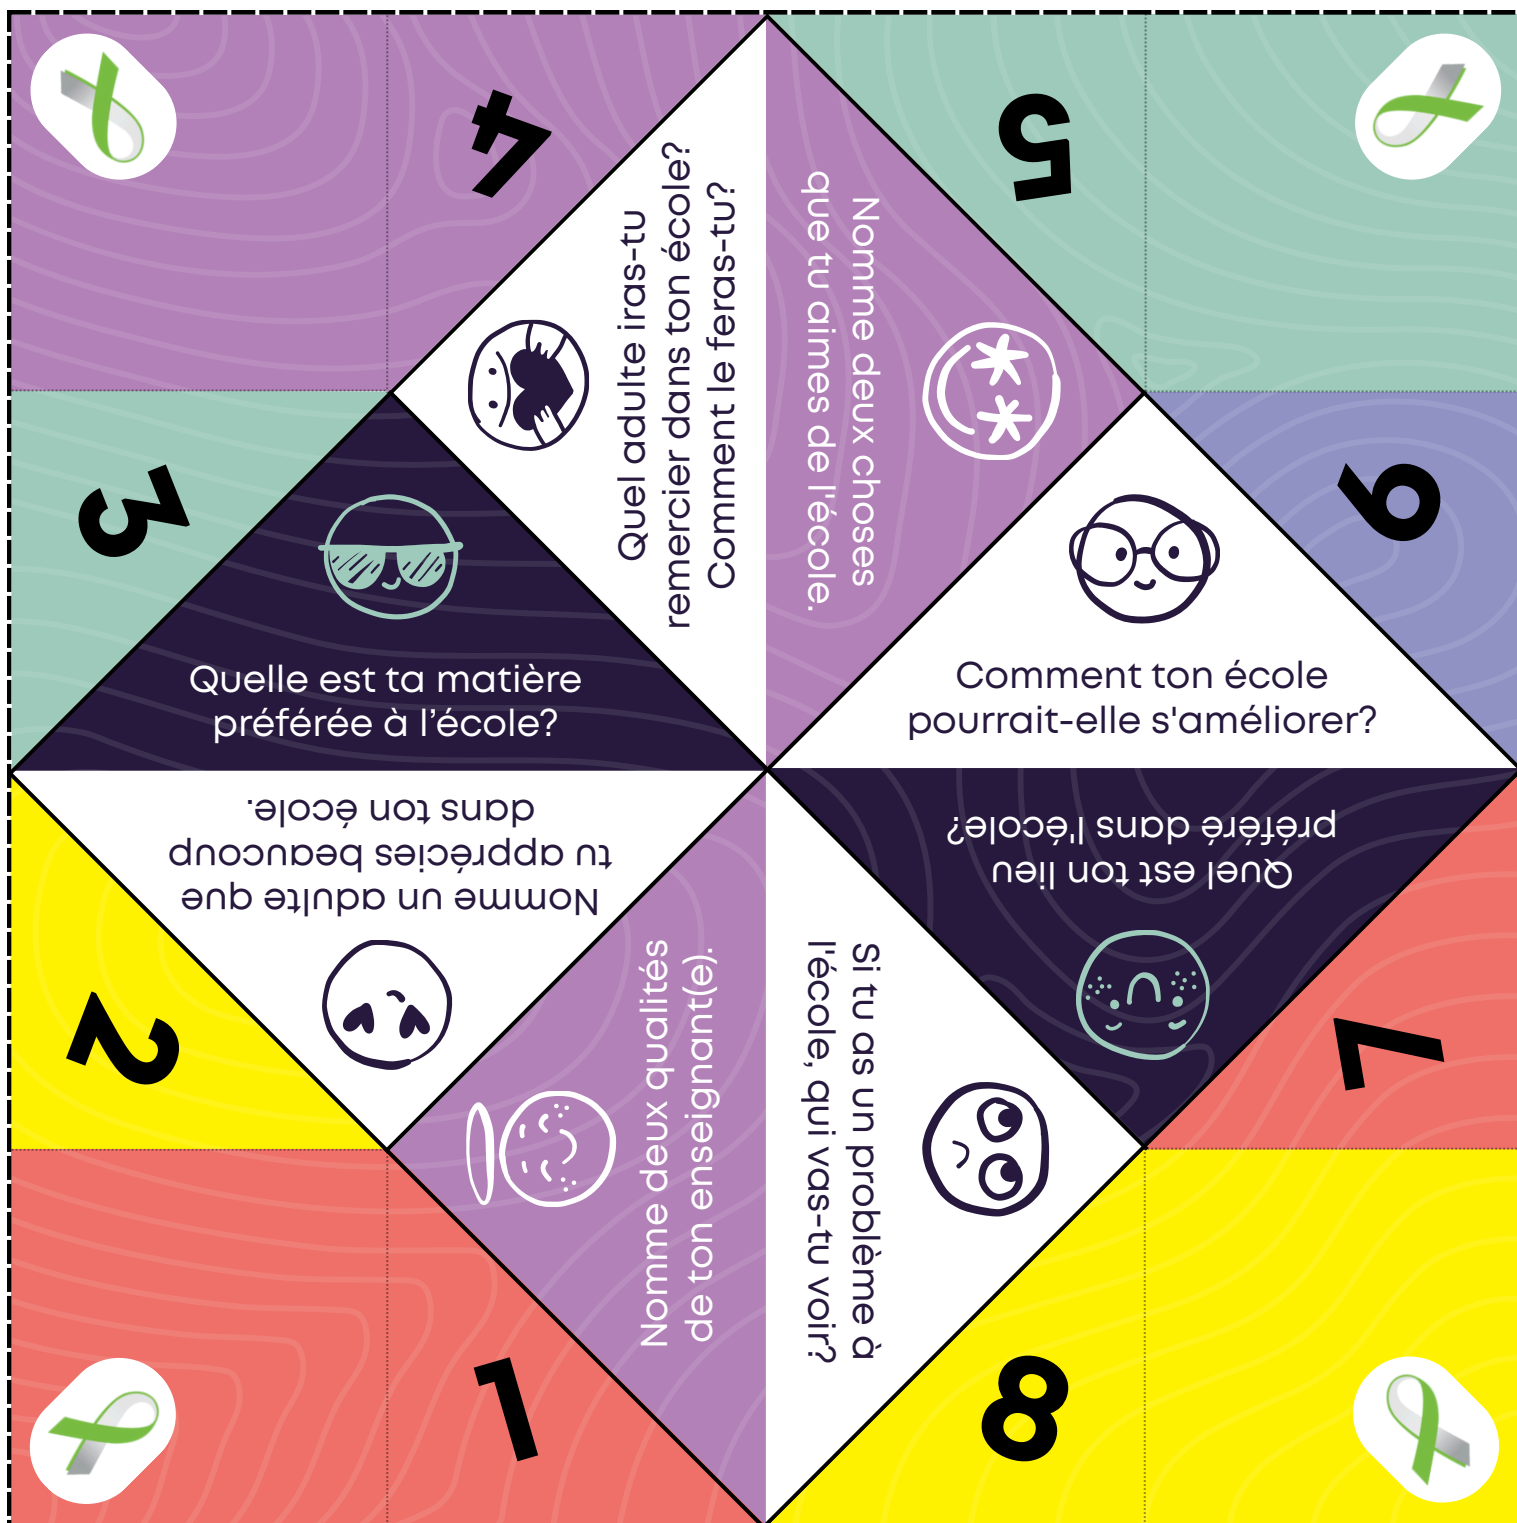 4
5
Quel adulte iras-tu
remercier dans ton école?
Comment le feras-tu?
Nomme deux choses
que tu aimes de l'école.
3
6
Quelle est ta matière
préférée à l’école?
Comment ton école
pourrait-elle s'améliorer?
Nomme un adulte que
tu apprécies beaucoup
dans ton école.
Quel est ton lieu
préféré dans l'école?
2
7
Nomme deux qualités
de ton enseignant(e).
Si tu as un problème à
l'école, qui vas-tu voir?
1
8